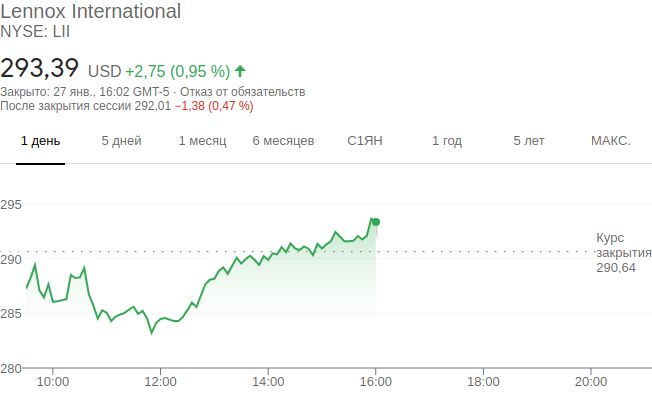 Lennox International
NYSE: LII
293,39 USD +2,75 (0,95 %)
Закрыто: 27 янв., 16:02 GMT-5 · Отказ от обязательств
После закрытия сессии 292,01 −1,38 (0,47 %)
1 день 5 дней 1 месяц 6 месяцев С1ЯН 1 год 5 лет МАКС.
295
Курс
закрытия
290,64
290
285
280
10:00 12:00 14:00 16:00 18:00 20:00